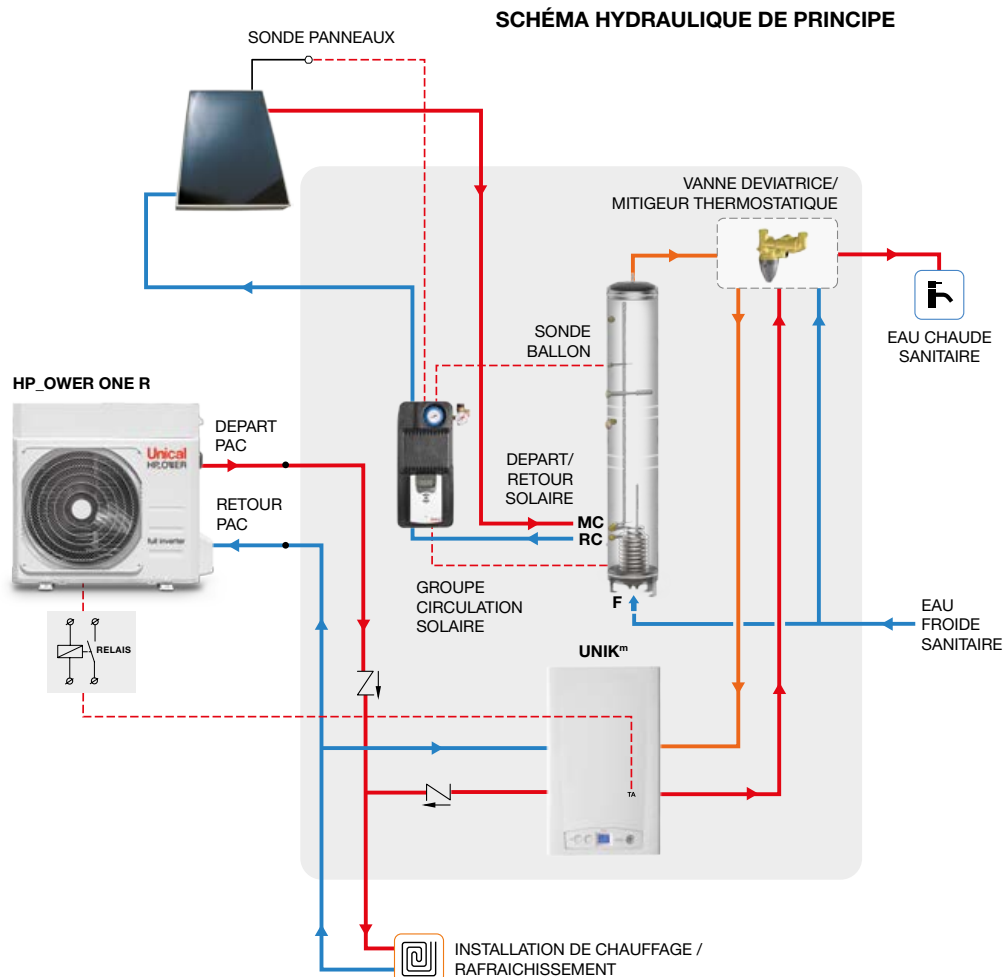 SCHÉMA HYDRAULIQUE DE PRINCIPE
SONDE PANNEAUX
VANNE DEVIATRICE/
MITIGEUR THERMOSTATIQUE
SONDE
BALLON
EAU CHAUDE
SANITAIRE
HP_OWER ONE R
Unical
HP_OWER
full inverter
DEPART
PAC
RETOUR
PAC
DEPART/
RETOUR
SOLAIRE
MC
RC
GROUPE
CIRCULATION
SOLAIRE
F
EAU
FROIDE
SANITAIRE
RELAIS
UNIKᵐ
TA
INSTALLATION DE CHAUFFAGE /
RAFRAICHISSEMENT